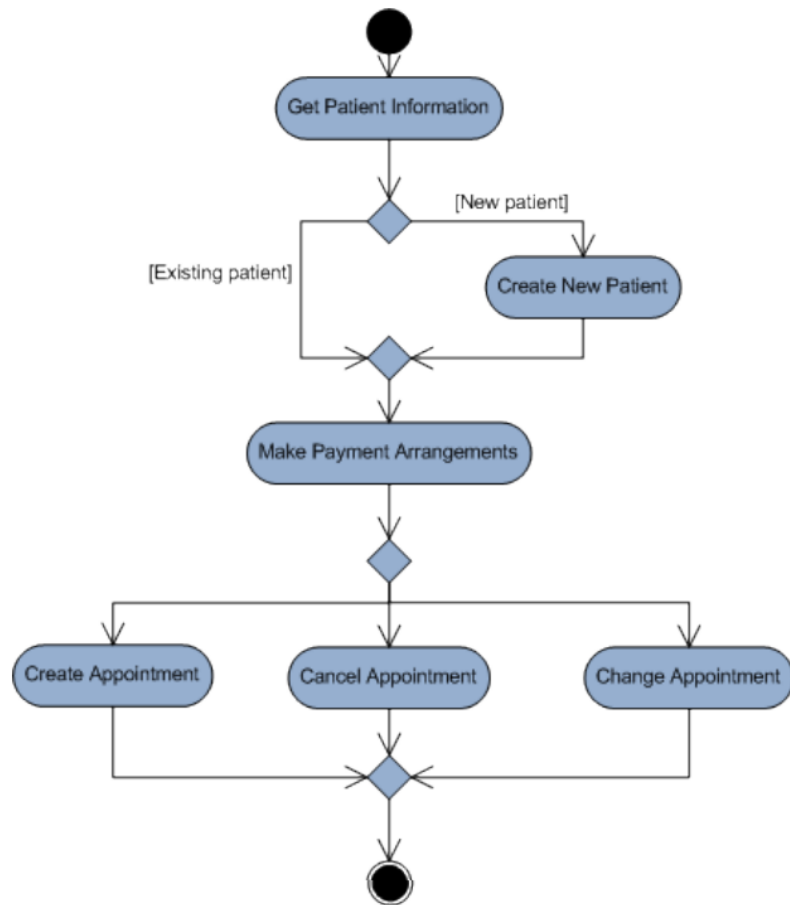 Get Patient Information
[New patient]
[Existing patient]
Create New Patient
Make Payment Arrangements
Create Appointment
Cancel Appointment
Change Appointment